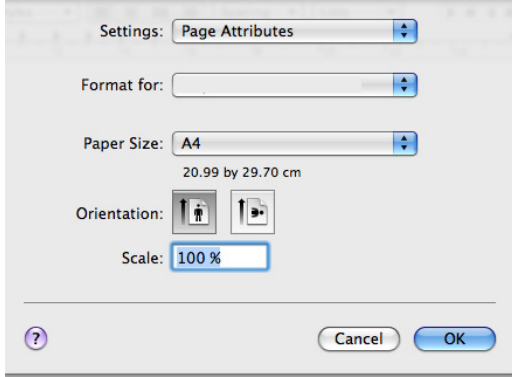 Settings: Page Attributes
Format for:
Paper Size: A4
20.99 by 29.70 cm
Orientation:
Scale: 100 %
? Cancel OK